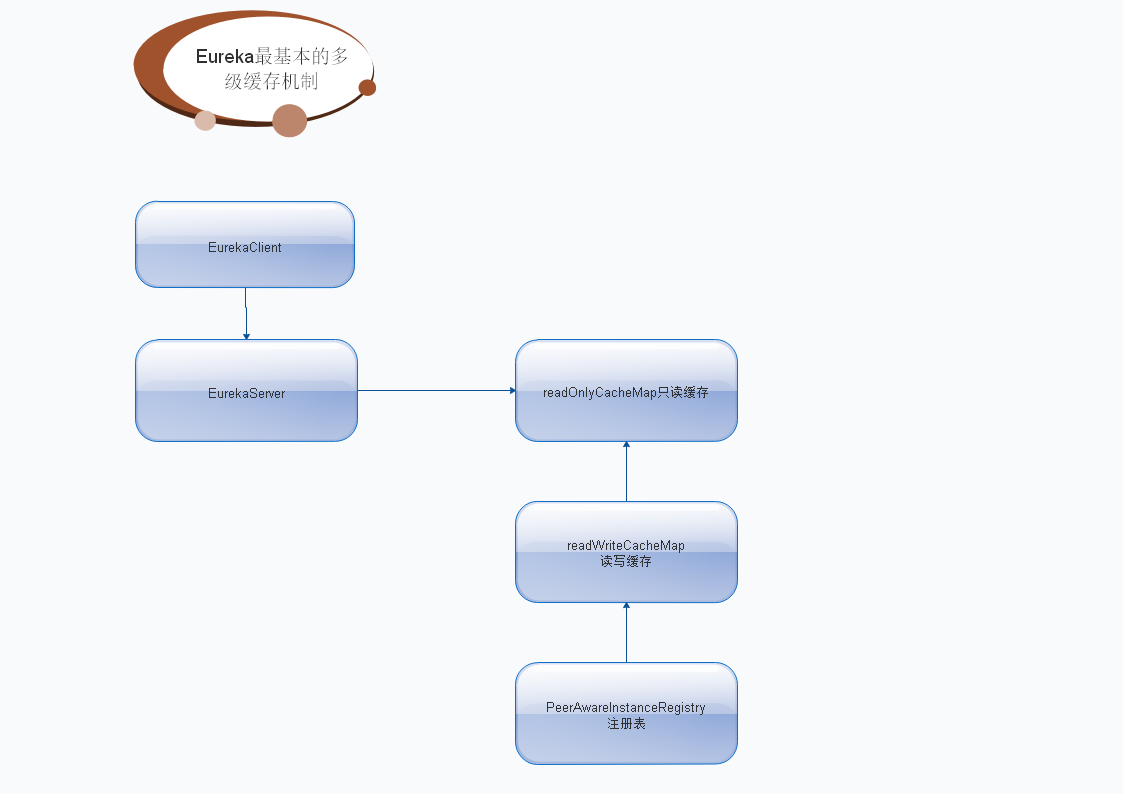 Eureka最基本的多
级缓存机制
EurekaClient
EurekaServer
readOnlyCacheMap只读缓存
readWriteCacheMap
读写缓存
PeerAwareInstanceRegistry
注册表